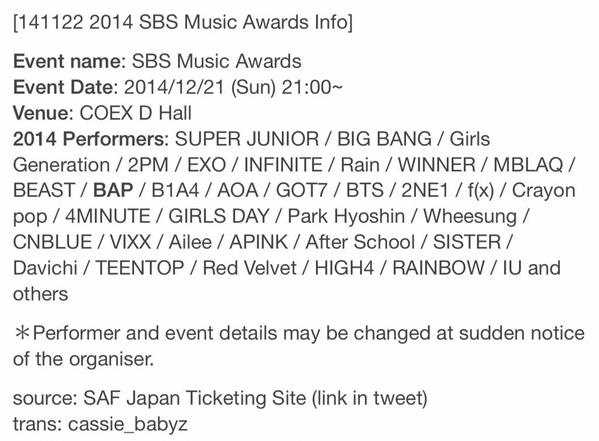 [141122 2014 SBS Music Awards Info]
Event name: SBS Music Awards
Event Date: 2014/12/21 (Sun) 21:00~
Venue: COEX D Hall
2014 Performers: SUPER JUNIOR / BIG BANG / Girls
Generation / 2PM / EXO / INFINITE / Rain / WINNER / MBLAQ /
BEAST / BAP / B1A4 / AOA / GOT7 / BTS / 2NE1 / f(x) / Crayon
pop / 4MINUTE / GIRLS DAY / Park Hyoshin / Wheesung /
CNBLUE / VIXX / Ailee / APINK / After School / SISTER /
Davichi / TEENTOP / Red Velvet / HIGH4 / RAINBOW / IU and
others
＊Performer and event details may be changed at sudden notice
of the organiser.
source: SAF Japan Ticketing Site (link in tweet)
trans: cassie_babyz